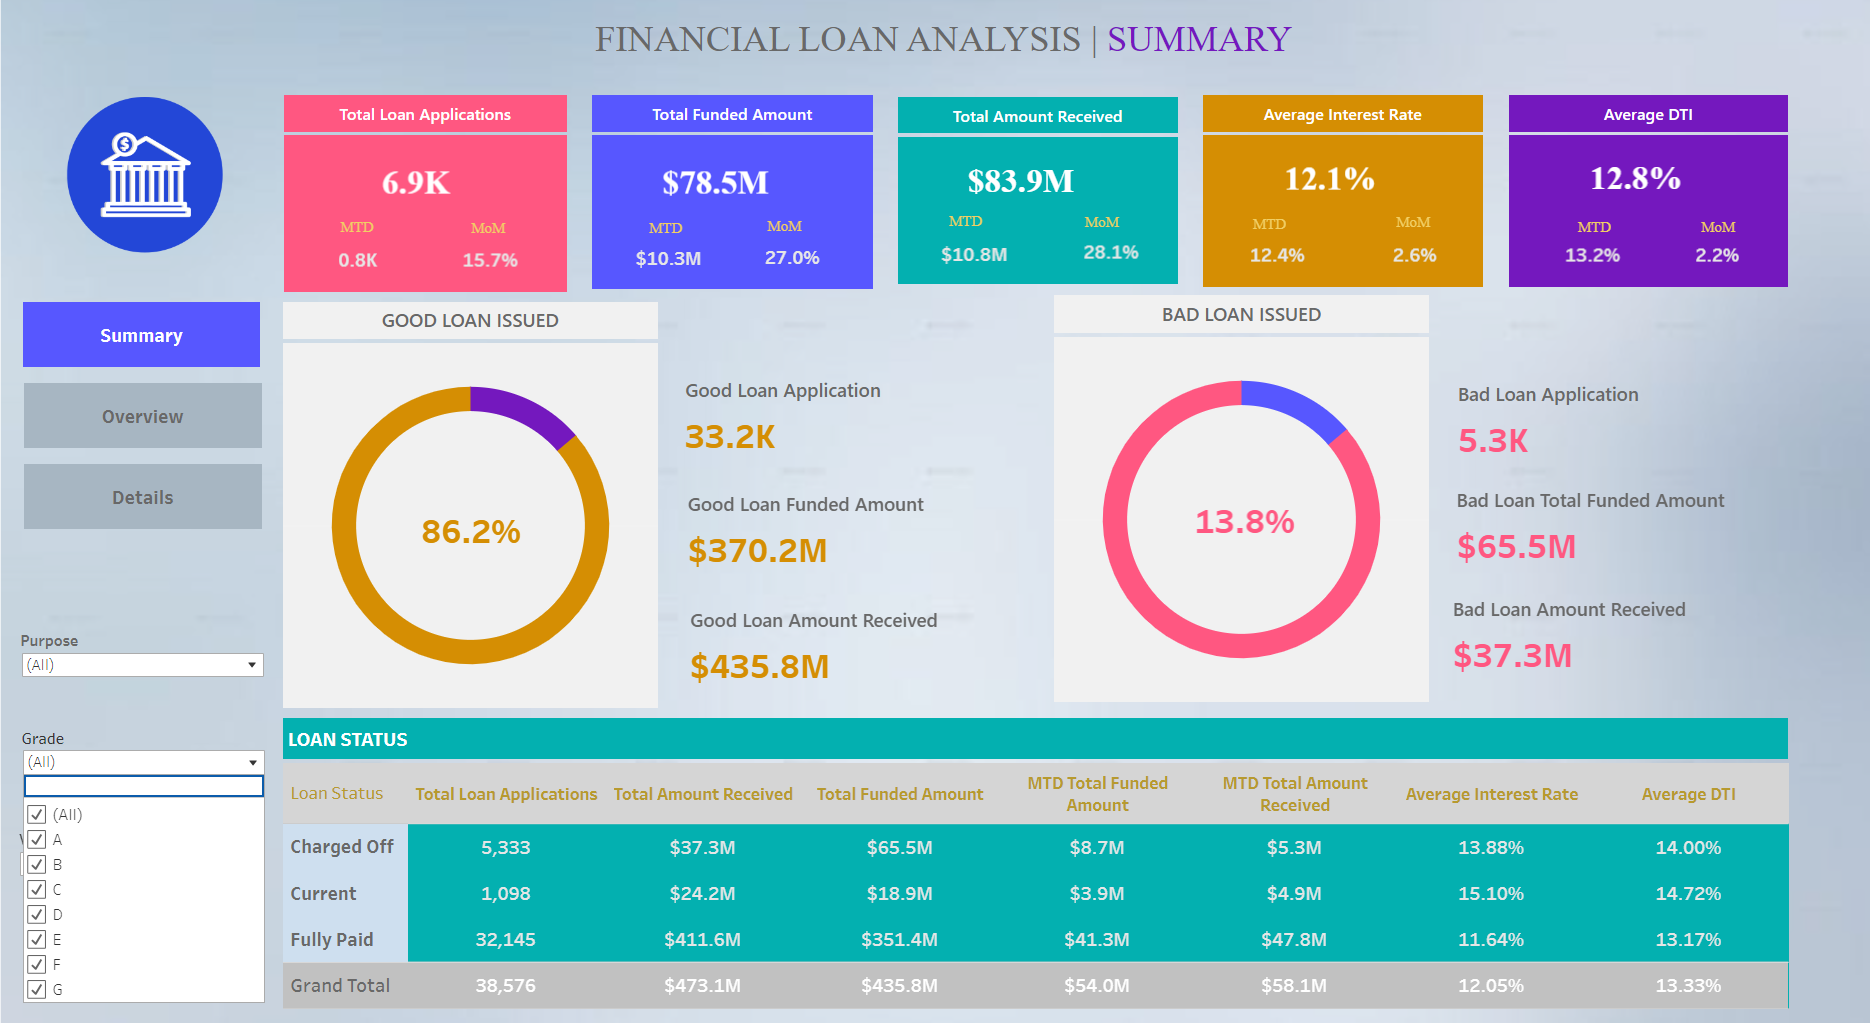 FINANCIAL LOAN ANALYSIS | SUMMARY
$
Total Loan Applications
6.9K
MTD MoM
0.8K 15.7%
Total Funded Amount
$78.5M
MTD MoM
$10.3M 27.0%
Total Amount Received
$83.9M
MTD MoM
$10.8M 28.1%
Average Interest Rate
12.1%
MTD MoM
12.4% 2.6%
Average DTI
12.8%
MTD MoM
13.2% 2.2%
Summary
Overview
Details
Purpose
(All)
Grade
(All)
(All)
A
B
C
D
E
F
G
GOOD LOAN ISSUED
86.2%
Good Loan Application
33.2K
Good Loan Funded Amount
$370.2M
Good Loan Amount Received
$435.8M
BAD LOAN ISSUED
13.8%
Bad Loan Application
5.3K
Bad Loan Total Funded Amount
$65.5M
Bad Loan Amount Received
$37.3M
LOAN STATUS
Loan Status Total Loan Applications Total Amount Received Total Funded Amount MTD Total Funded Amount MTD Total Amount Received Average Interest Rate Average DTI
Charged Off 5,333 $37.3M $65.5M $8.7M $5.3M 13.88% 14.00%
Current 1,098 $24.2M $18.9M $3.9M $4.9M 15.10% 14.72%
Fully Paid 32,145 $411.6M $351.4M $41.3M $47.8M 11.64% 13.17%
Grand Total 38,576 $473.1M $435.8M $54.0M $58.1M 12.05% 13.33%